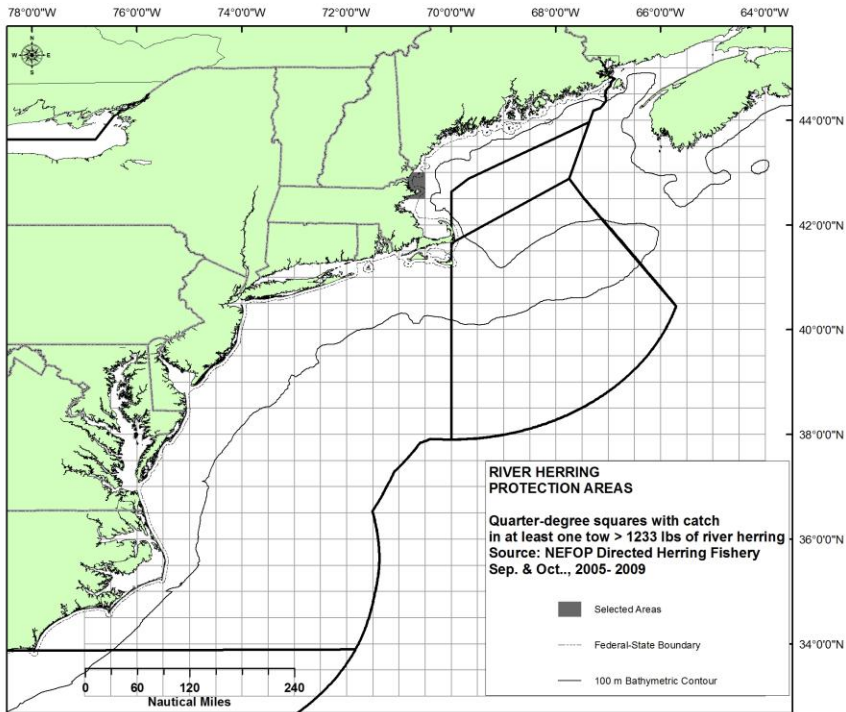 78°0'0"W 76°0'0"W 74°0'0"W 72°0'0"W 70°0'0"W 68°0'0"W 66°0'0"W 64°0'0"W
N
W E
S
44°0'0"N
42°0'0"N
40°0'0"N
38°0'0"N
RIVER HERRING
PROTECTION AREAS
Quarter-degree squares with catch
in at least one tow > 1233 lbs of river herring
Source: NEFOP Directed Herring Fishery
Sep. & Oct.., 2005- 2009
36°0'0"N
Selected Areas
Federal-State Boundary
34°0'0"N
100 m Bathymetric Contour
0 60 120 240
Nautical Miles